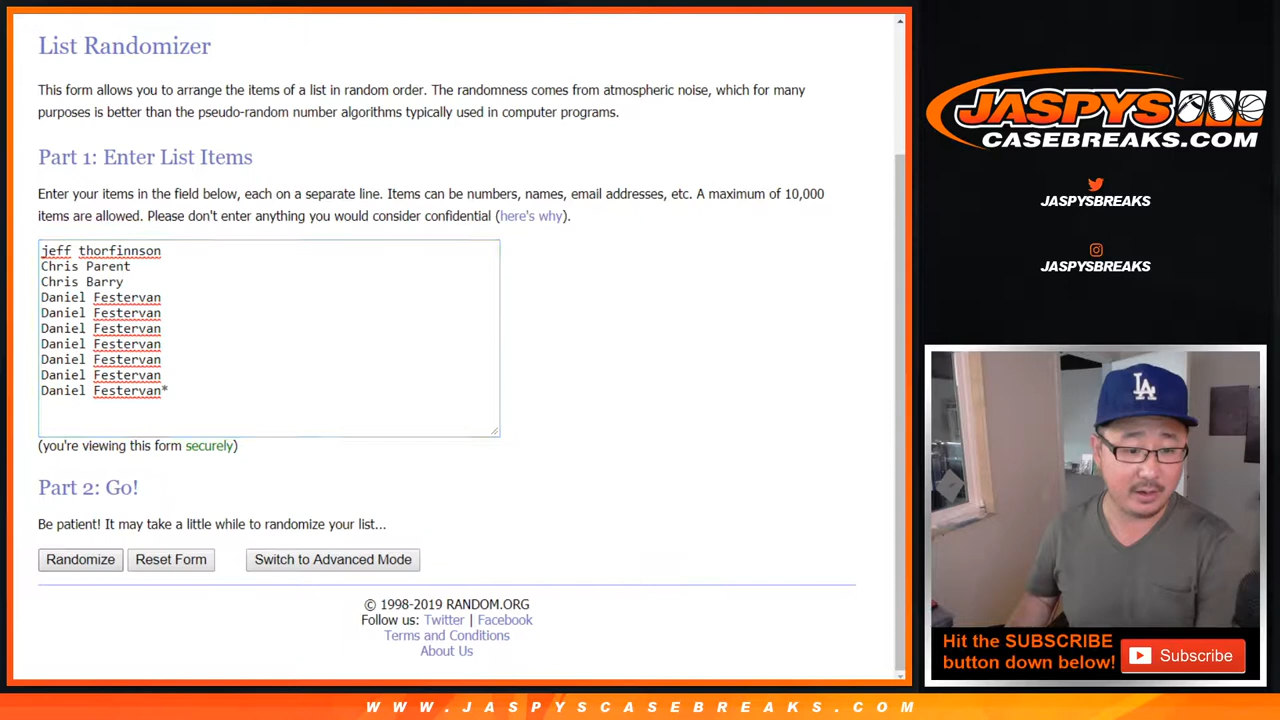 List Randomizer
This form allows you to arrange the items of a list in random order. The randomness comes from atmospheric noise, which for many
purposes is better than the pseudo-random number algorithms typically used in computer programs.
Part 1: Enter List Items
Enter your items in the field below, each on a separate line. Items can be numbers, names, email addresses, etc. A maximum of 10,000
items are allowed. Please don't enter anything you would consider confidential (here's why).
jeff thorfinnson
Chris Parent
Chris Barry
Daniel Festervan
Daniel Festervan
Daniel Festervan
Daniel Festervan
Daniel Festervan
Daniel Festervan
Daniel Festervan*
(you're viewing this form securely)
Part 2: Go!
Be patient! It may take a little while to randomize your list...
Randomize Reset Form Switch to Advanced Mode
© 1998-2019 RANDOM.ORG
Follow us: Twitter | Facebook
Terms and Conditions
About Us
JASPYS
CASEBREAKS.COM
JASPYSBREAKS
JASPYSBREAKS
LA
Hit the SUBSCRIBE
button down below!
Subscribe
WWW.JASPYSCASEBREAKS.COM